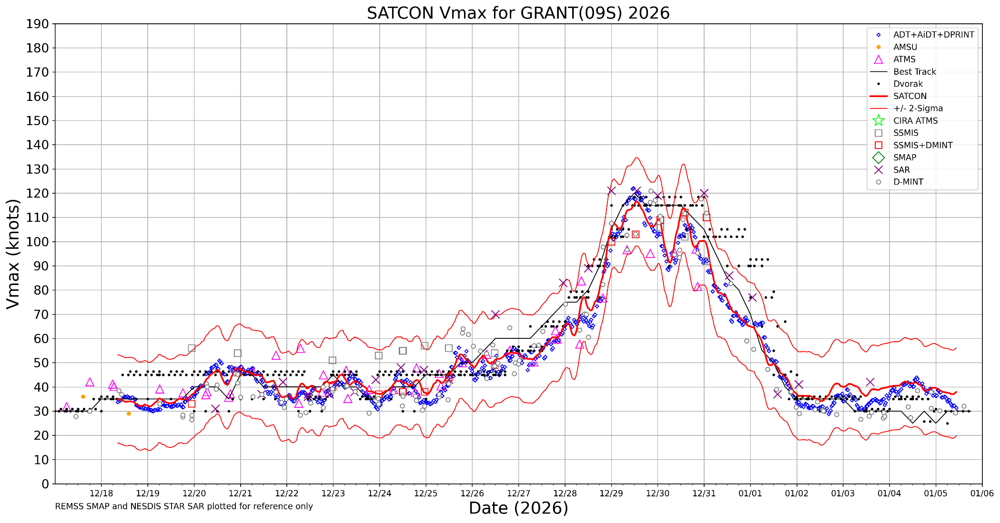 SATCON Vmax for GRANT(09S) 2026
190
180
170
160
150
140
130
120
110
100
90
80
70
60
50
40
30
20
10
0
Vmax (knots)
ADT+AiDT+DPRINT
AMSU
ATMS
Best Track
Dvorak
SATCON
+/- 2-Sigma
CIRA ATMS
SSMIS
SSMIS+DMINT
SMAP
SAR
D-MINT
12/18 12/19 12/20 12/21 12/22 12/23 12/24 12/25 12/26 12/27 12/28 12/29 12/30 12/31 01/01 01/02 01/03 01/04 01/05 01/06
REMSS SMAP and NESDIS STAR SAR plotted for reference only
Date (2026)